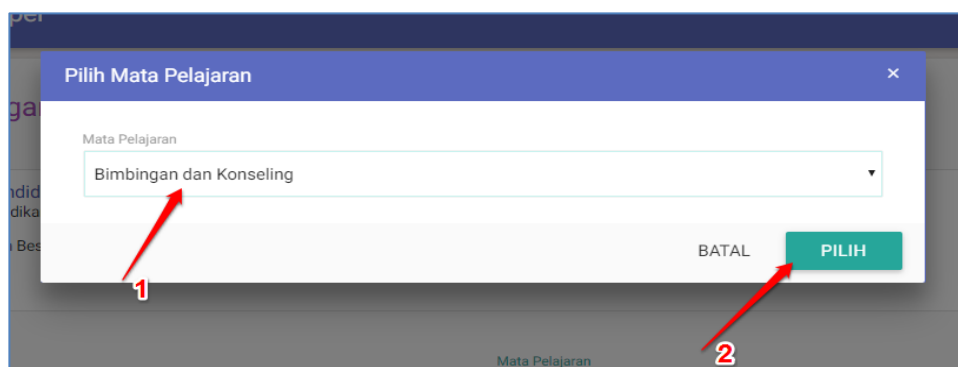 Pilih Mata Pelajaran ×
Mata Pelajaran
Bimbingan dan Konseling
BATAL PILIH
1
2
Mata Pelajaran